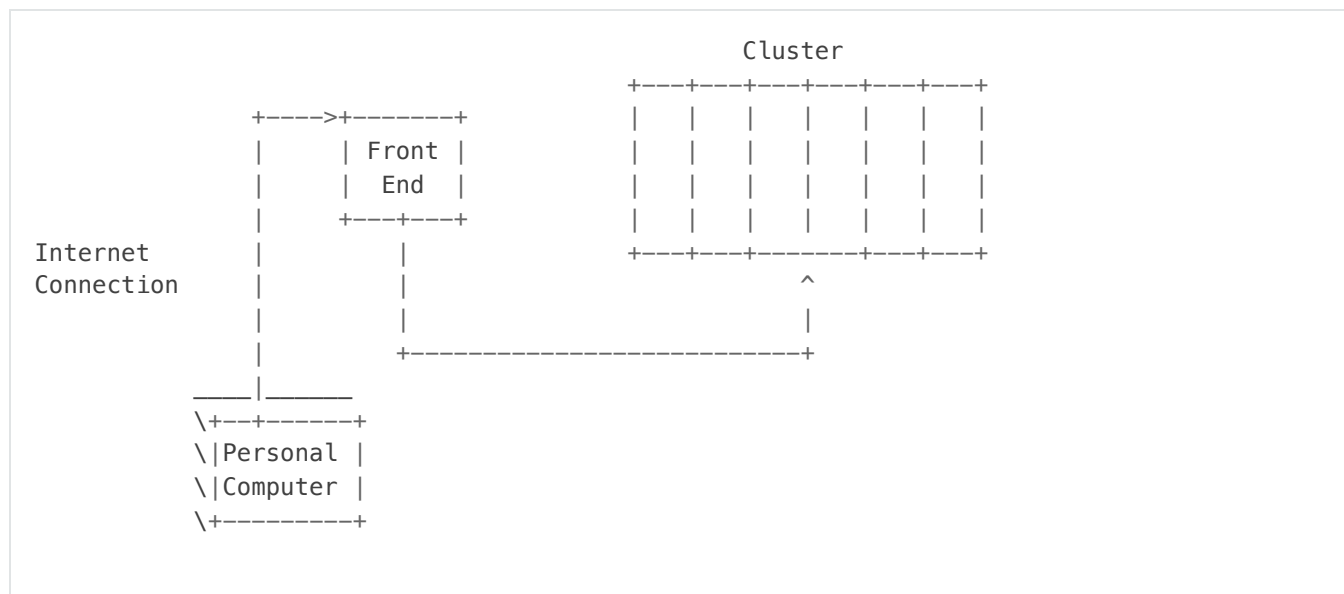 Cluster
Front
End
Internet
Connection
Personal
Computer